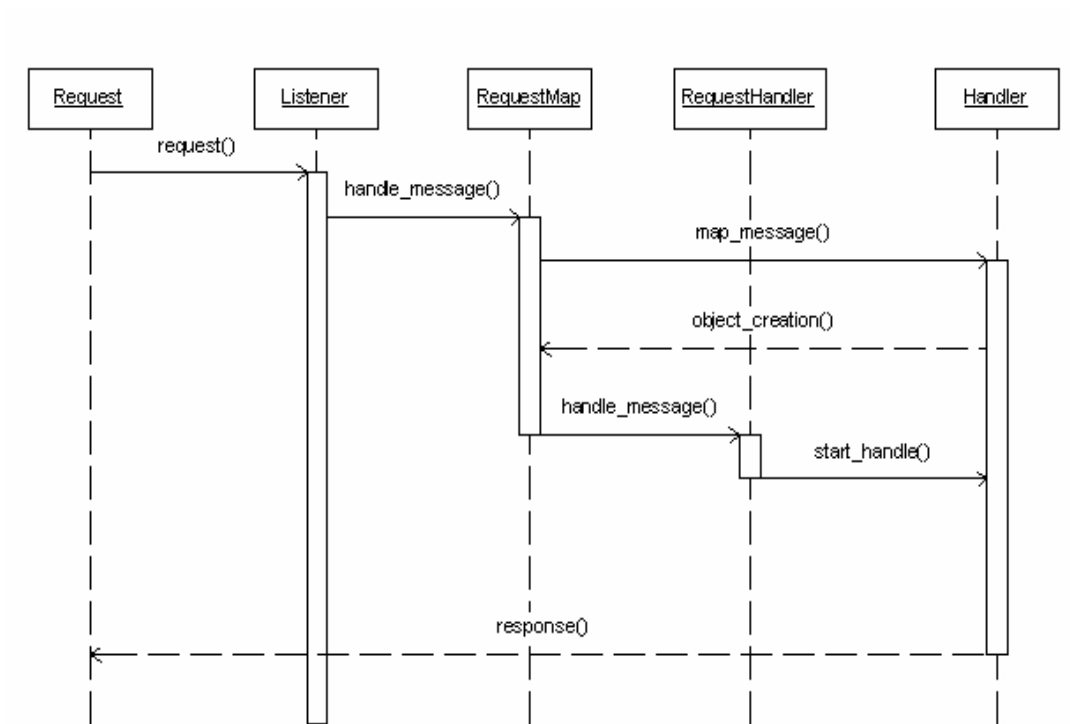 Request
Listener
RequestMap
RequestHandler
Handler
request()
handle_message()
map_message()
object_creation()
handle_message()
start_handle()
response()